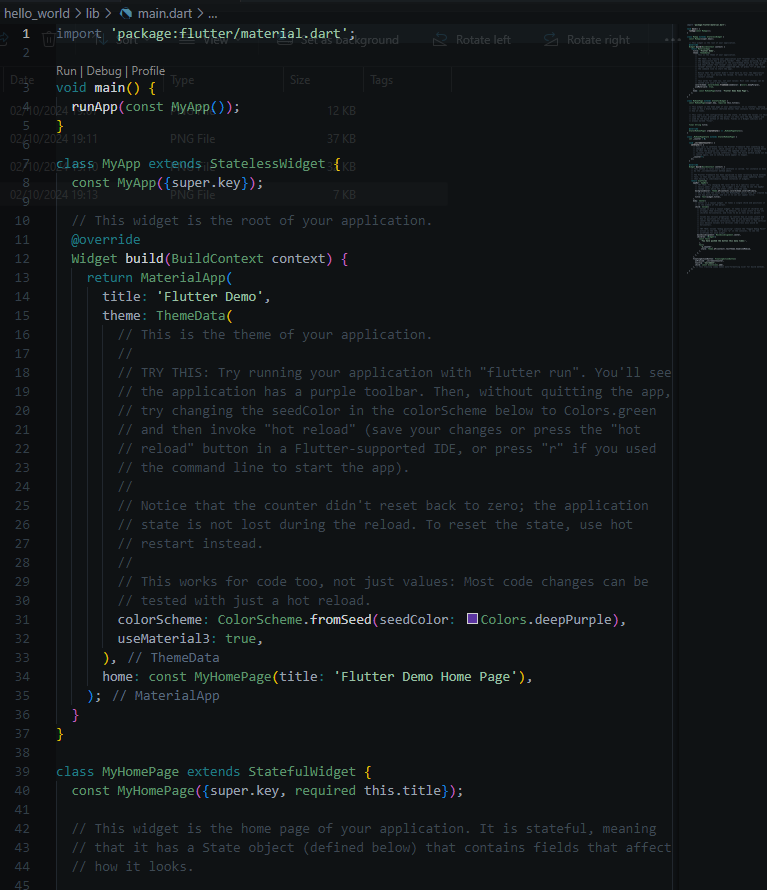 hello_world > lib > main.dart > ...
1 import 'package:flutter/material.dart';
Sort View Set as background Rotate left Rotate right ...
2
Run | Debug | Profile
Date Type Size Tags
3 void main() {
4 runApp(const MyApp());
02/10/2024 12 KB
5 }
02/10/2024 19:11 PNG File 37 KB
6
7 class MyApp extends StatelessWidget {
02/10/2024 KB
8 const MyApp({super.key});
02/10/2024 19:13 PNG File 7 KB
9
10 // This widget is the root of your application.
11 @override
12 Widget build(BuildContext context) {
13 return MaterialApp(
14 title: 'Flutter Demo',
15 theme: ThemeData(
16 // This is the theme of your application.
17 //
18 // TRY THIS: Try running your application with "flutter run". You'll see
19 // the application has a purple toolbar. Then, without quitting the app,
20 // try changing the seedColor in the colorScheme below to Colors.green
21 // and then invoke "hot reload" (save your changes or press the "hot
22 // reload" button in a Flutter-supported IDE, or press "r" if you used
23 // the command line to start the app).
24 //
25 // Notice that the counter didn't reset back to zero; the application
26 // state is not lost during the reload. To reset the state, use hot
27 // restart instead.
28 //
29 // This works for code too, not just values: Most code changes can be
30 // tested with just a hot reload.
31 colorScheme: ColorScheme.fromSeed(seedColor: Colors.deepPurple),
32 useMaterial3: true,
33 ), // ThemeData
34 home: const MyHomePage(title: 'Flutter Demo Home Page'),
35 ); // MaterialApp
36 }
37 }
38
39 class MyHomePage extends StatefulWidget {
40 const MyHomePage({super.key, required this.title});
41
42 // This widget is the home page of your application. It is stateful, meaning
43 // that it has a State object (defined below) that contains fields that affect
44 // how it looks.
45